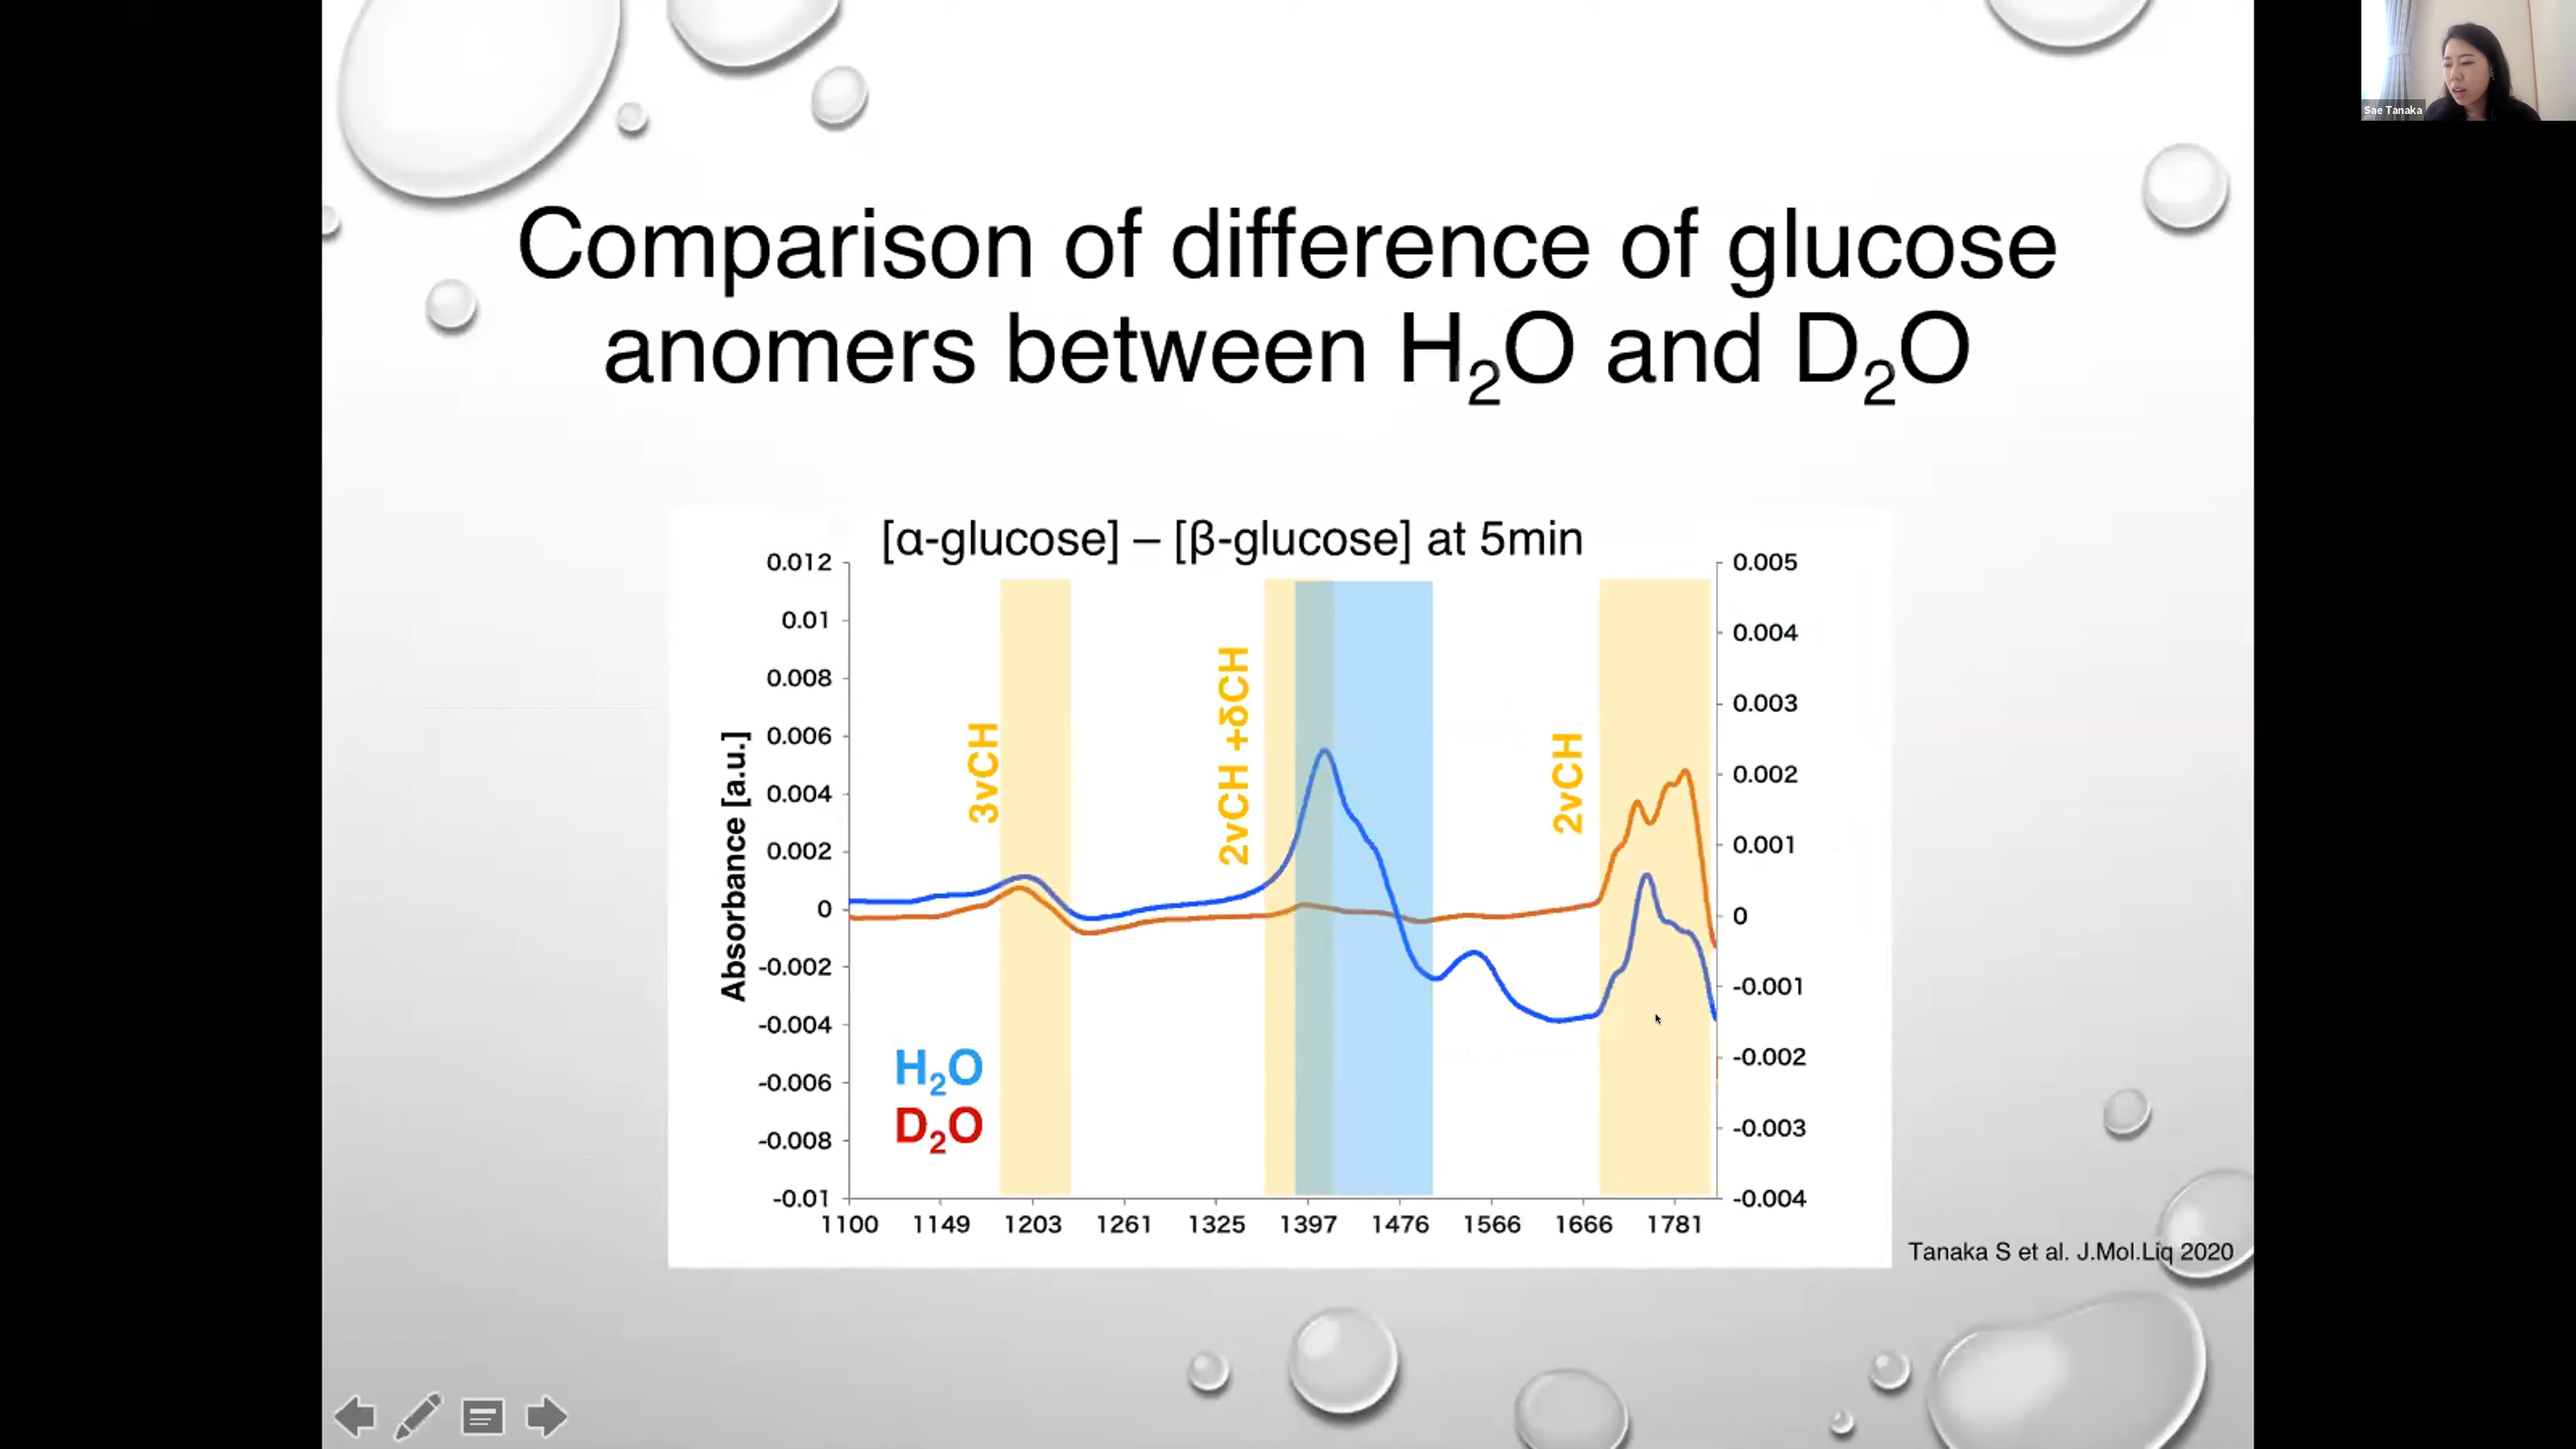 Sae Tanaka
Comparison of difference of glucose
anomers between H₂O and D₂O
[α-glucose] – [β-glucose] at 5min
0.012
0.01
0.008
0.006
0.004
0.002
0
-0.002
-0.004
-0.006
-0.008
-0.01
Absorbance [a.u.]
3νCH
2νCH +δCH
2νCH
H₂O
D₂O
0.005
0.004
0.003
0.002
0.001
0
-0.001
-0.002
-0.003
-0.004
1100 1149 1203 1261 1325 1397 1476 1566 1666 1781
Tanaka S et al. J.Mol.Liq 2020